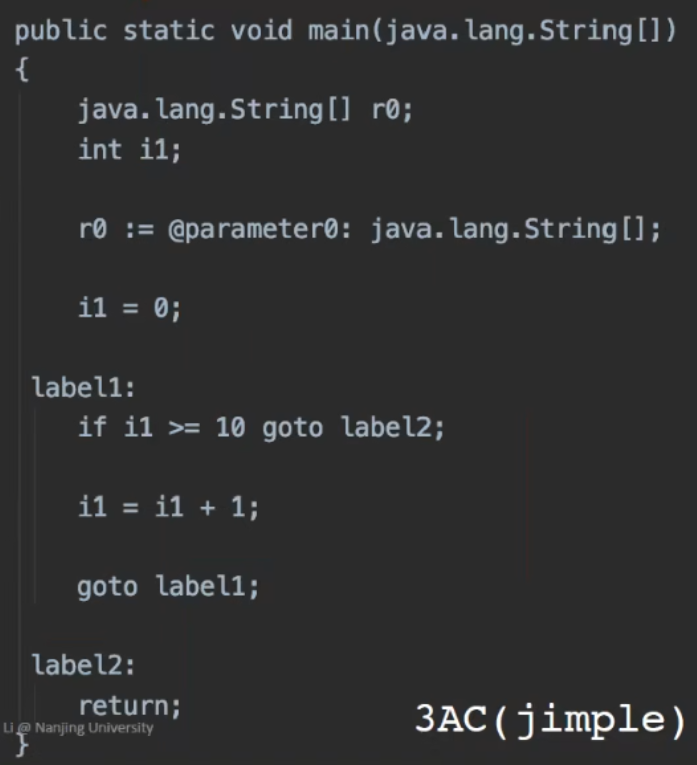 public static void main(java.lang.String[])
{
java.lang.String[] r0;
int i1;
r0 := @parameter0: java.lang.String[];
i1 = 0;
label1:
if i1 >= 10 goto label2;
i1 = i1 + 1;
goto label1;
label2:
return;
Li @ Nanjing University
}
3AC(jimple)